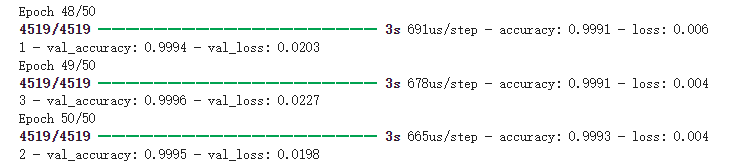 Epoch 48/50
4519/4519 ━━━━━━━━━━━━━━━━━━━━ 3s 691us/step - accuracy: 0.9991 - loss: 0.006
1 - val_accuracy: 0.9994 - val_loss: 0.0203
Epoch 49/50
4519/4519 ━━━━━━━━━━━━━━━━━━━━ 3s 678us/step - accuracy: 0.9991 - loss: 0.004
3 - val_accuracy: 0.9996 - val_loss: 0.0227
Epoch 50/50
4519/4519 ━━━━━━━━━━━━━━━━━━━━ 3s 665us/step - accuracy: 0.9993 - loss: 0.004
2 - val_accuracy: 0.9995 - val_loss: 0.0198